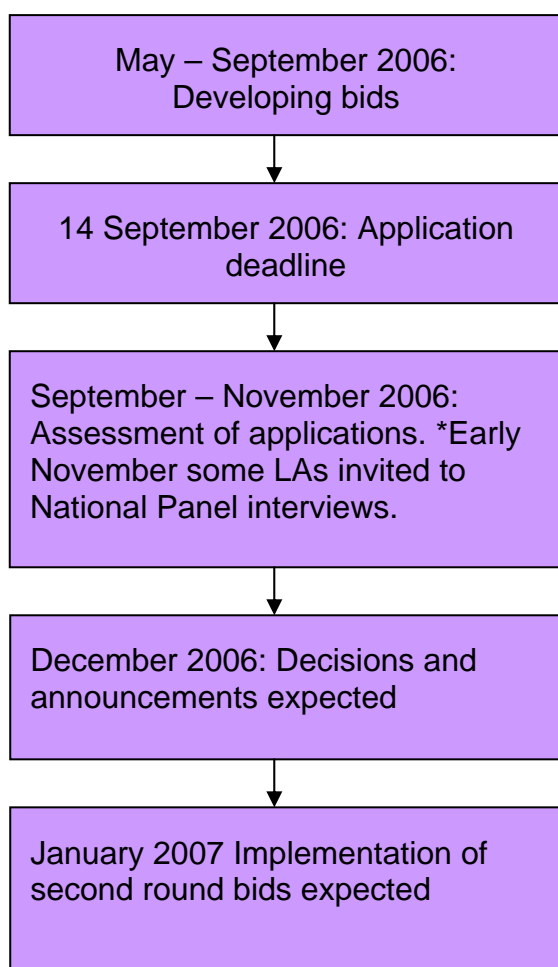 May – September 2006:
Developing bids
14 September 2006: Application
deadline
September – November 2006:
Assessment of applications. *Early
November some LAs invited to
National Panel interviews.
December 2006: Decisions and
announcements expected
January 2007 Implementation of
second round bids expected